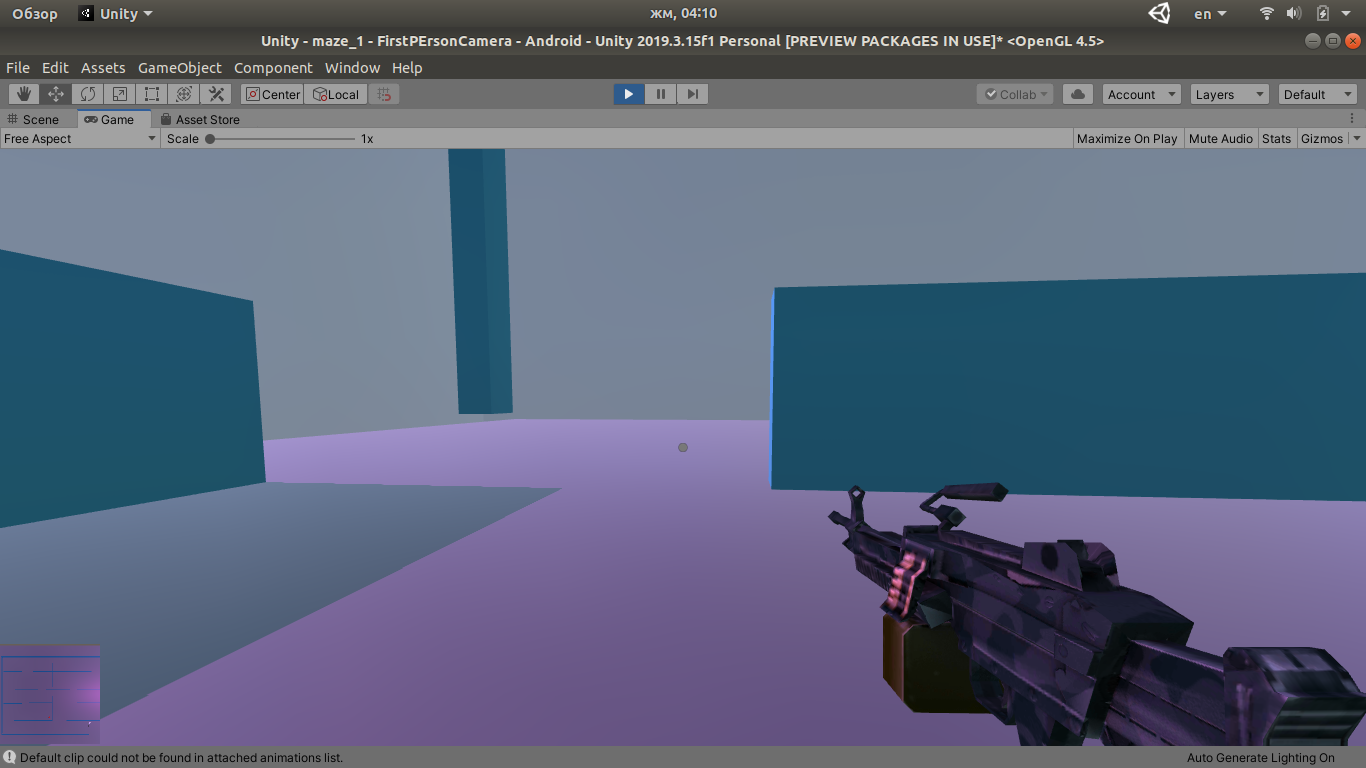 Обзор Unity жм, 04:10 en
Unity - maze_1 - FirstPErsonCamera - Android - Unity 2019.3.15f1 Personal [PREVIEW PACKAGES IN USE]* <OpenGL 4.5>
File Edit Assets GameObject Component Window Help
Center Local Collab Account Layers Default
Scene Game Asset Store
Free Aspect Scale 1x Maximize On Play Mute Audio Stats Gizmos
Default clip could not be found in attached animations list. Auto Generate Lighting On